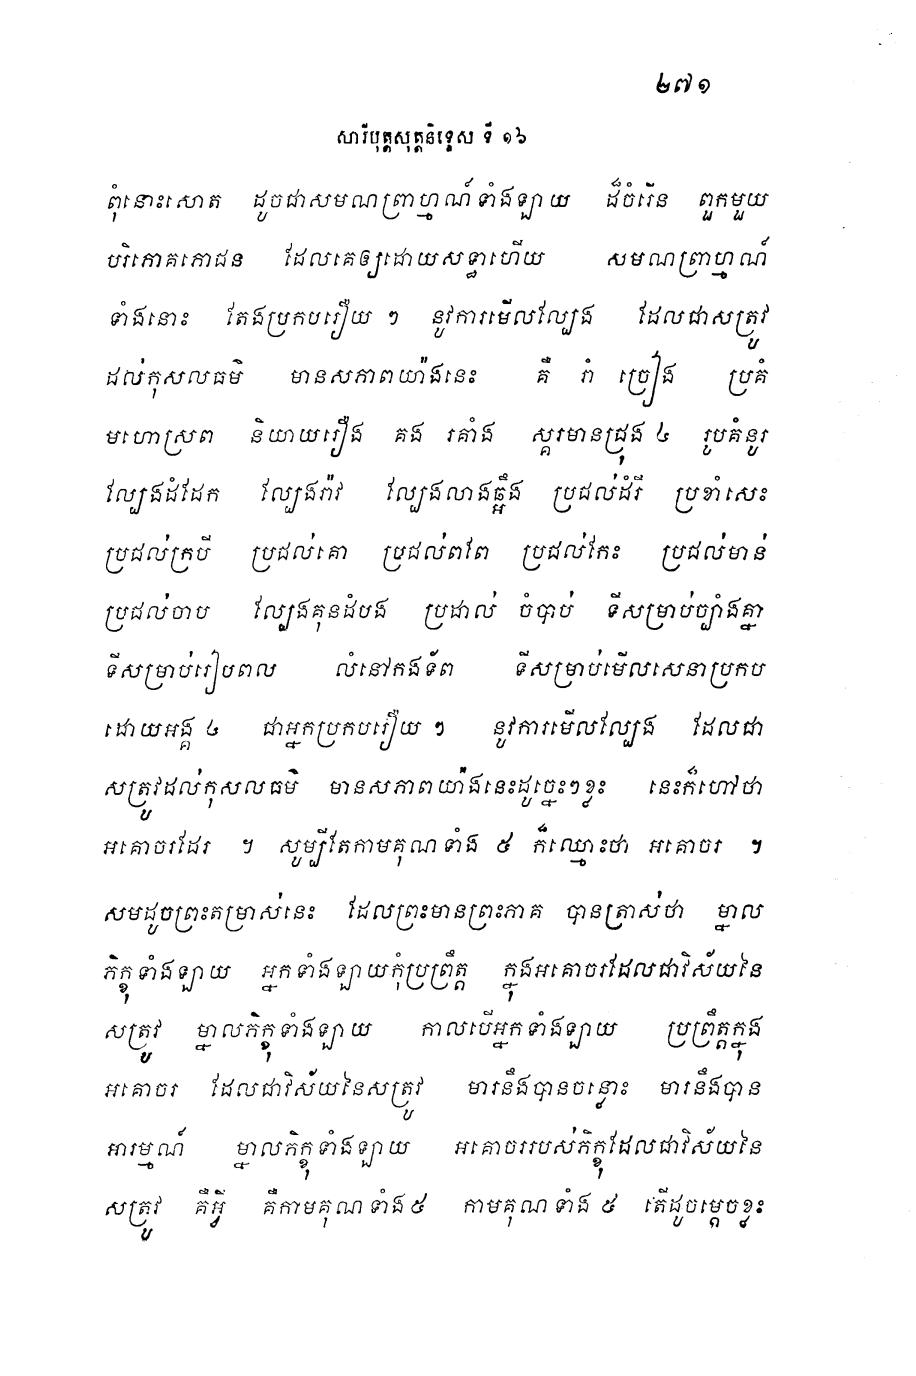 ២៧១
សារីបុត្តសុត្តនិទ្ទេស ទី ១៦
ពុំនោះសោត ដូចជាសមណព្រាហ្មណ៍ទាំងឡាយ ដ៏ចំរើន ពួកមួយ
បរិភោគភោជន ដែលគេឲ្យដោយសទ្ធាហើយ សមណព្រាហ្មណ៍
ទាំងនោះ តែងប្រកបរឿយ ៗ នូវការមើលល្បែង ដែលជាសត្រូវ
ដល់កុសលធម៌ មានសភាពយ៉ាងនេះ គឺ រាំ ច្រៀង ប្រគំ
មហោស្រព និយាយរឿង គង រគាំង ស្គរមានជ្រុង ៤ រូបគំនូរ
ល្បែងដំដែក ល្បែងរ៉ាវ ល្បែងលាងឆ្អឹង ប្រជល់ដំរី ប្រខាំសេះ
ប្រជល់ក្របី ប្រជល់គោ ប្រជល់ពពែ ប្រជល់កែះ ប្រជល់មាន់
ប្រជល់ចាប ល្បែងគុនដំបង ប្រដាល់ ចំបាប់ ទីសម្រាប់ច្បាំងគ្នា
ទីសម្រាប់រៀបពល លំនៅកងទ័ព ទីសម្រាប់មើលសេនាប្រកប
ដោយអង្គ ៤ ជាអ្នកប្រកបរឿយ ៗ នូវការមើលល្បែង ដែលជា
សត្រូវដល់កុសលធម៌ មានសភាពយ៉ាងនេះដូច្នេះៗខ្លះ នេះក៏ហៅថា
អគោចរដែរ ។ សូម្បីតែកាមគុណទាំង ៥ ក៏ឈ្មោះថា អគោចរ ។
សមដូចព្រះតម្រាស់នេះ ដែលព្រះមានព្រះភាគ បានត្រាស់ថា ម្នាល
ភិក្ខុទាំងឡាយ អ្នកទាំងឡាយកុំប្រព្រឹត្ត ក្នុងអគោចរដែលជាវិស័យនៃ
សត្រូវ ម្នាលភិក្ខុទាំងឡាយ កាលបើអ្នកទាំងឡាយ ប្រព្រឹត្តក្នុង
អគោចរ ដែលជាវិស័យនៃសត្រូវ មារនឹងបានចន្លោះ មារនឹងបាន
អារម្មណ៍ ម្នាលភិក្ខុទាំងឡាយ អគោចររបស់ភិក្ខុដែលជាវិស័យនៃ
សត្រូវ គឺអ្វី គឺកាមគុណទាំង៥ កាមគុណទាំង ៥ តើដូចម្តេចខ្លះ